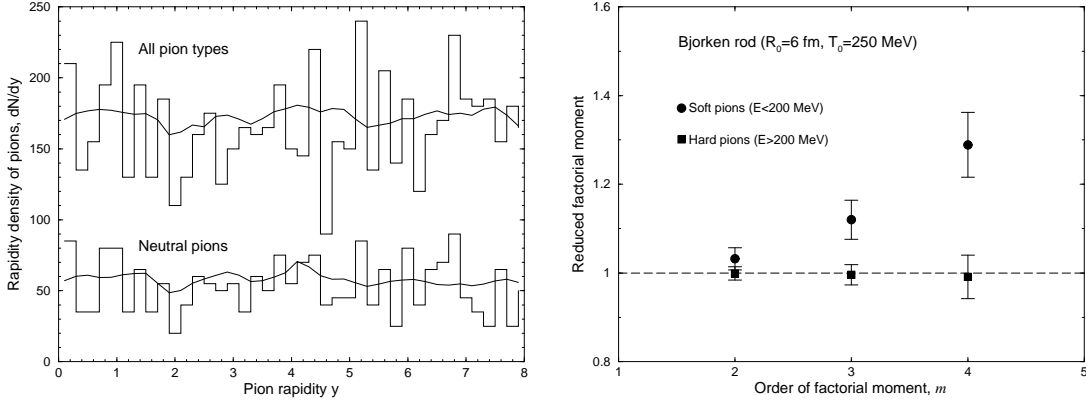 Rapidity density of pions, dN/dy
250
200
150
100
50
0
All pion types
Neutral pions
0 1 2 3 4 5 6 7 8
Pion rapidity y
Reduced factorial moment
1.6
1.4
1.2
1
0.8
Bjorken rod (R₀=6 fm, T₀=250 MeV)
Soft pions (E<200 MeV)
Hard pions (E>200 MeV)
1 2 3 4 5
Order of factorial moment, m